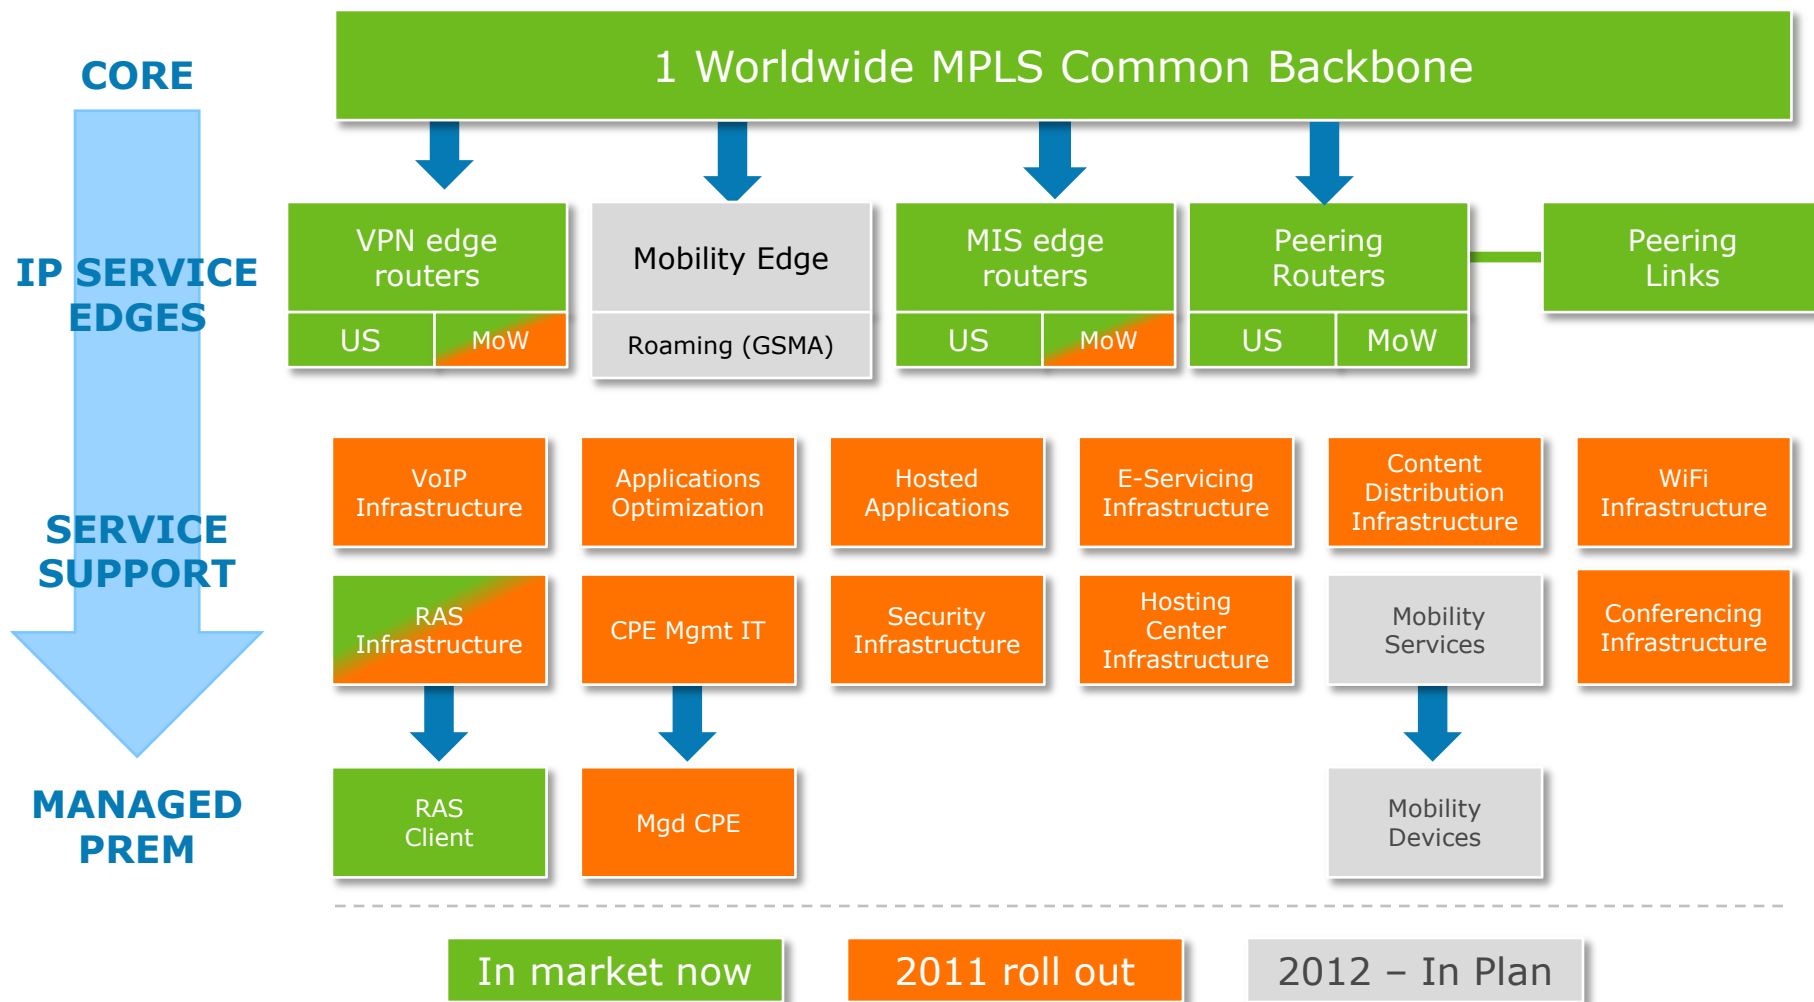 CORE
1 Worldwide MPLS Common Backbone
IP SERVICE
EDGES
VPN edge
routers
US
MoW
Mobility Edge
Roaming (GSMA)
MIS edge
routers
US
MoW
Peering
Routers
US
MoW
Peering
Links
SERVICE
SUPPORT
VoIP
Infrastructure
Applications
Optimization
Hosted
Applications
E-Servicing
Infrastructure
Content
Distribution
Infrastructure
WiFi
Infrastructure
RAS
Infrastructure
CPE Mgmt IT
Security
Infrastructure
Hosting
Center
Infrastructure
Mobility
Services
Conferencing
Infrastructure
MANAGED
PREM
RAS
Client
Mgd CPE
Mobility
Devices
In market now
2011 roll out
2012 – In Plan